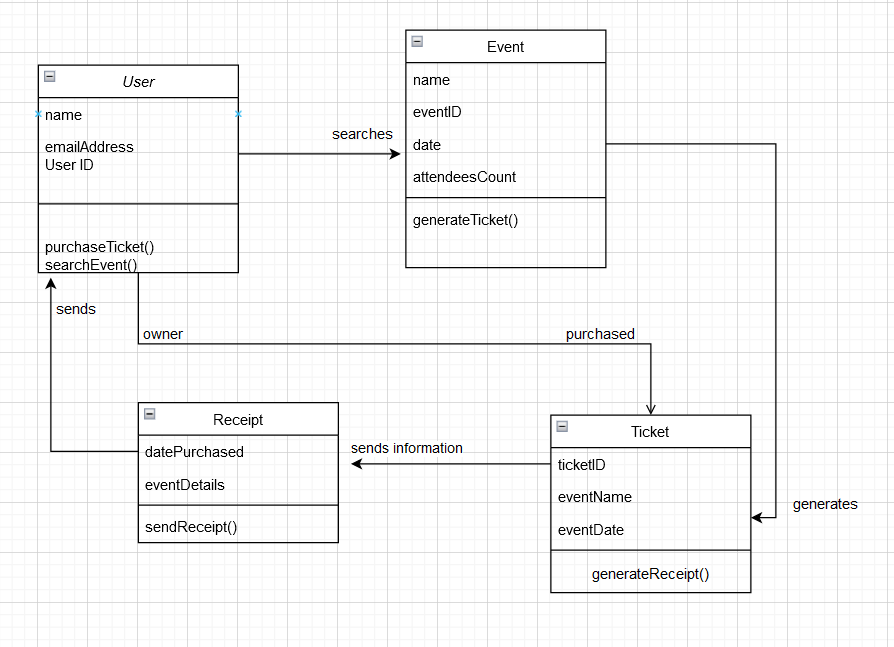 User
name
emailAddress
User ID
purchaseTicket()
searchEvent()
searches
Event
name
eventID
date
attendeesCount
generateTicket()
sends
owner
purchased
Receipt
datePurchased
eventDetails
sendReceipt()
sends information
Ticket
ticketID
eventName
eventDate
generateReceipt()
generates